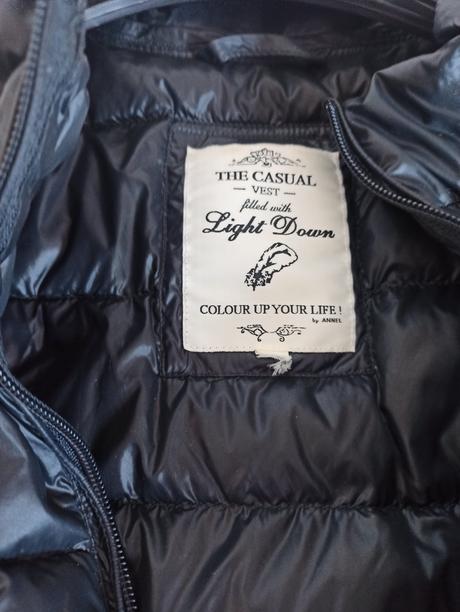 THE CASUAL
— VEST —
filled with
Light Down
COLOUR UP YOUR LIFE!
by ANNEL